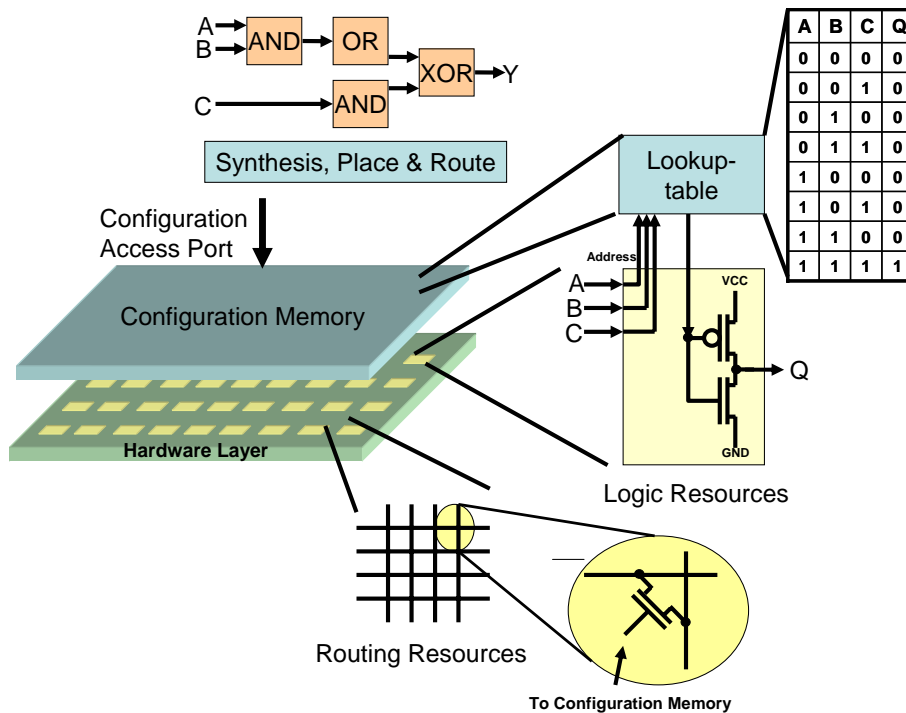 A
B
AND
OR
XOR
Y
C
AND
Synthesis, Place & Route
Configuration
Access Port
Configuration Memory
Hardware Layer
Lookup-
table
A B C Q
0 0 0 0
0 0 1 0
0 1 0 0
0 1 1 0
1 0 0 0
1 0 1 0
1 1 0 0
1 1 1 1
Address
A
B
C
VCC
Q
GND
Logic Resources
Routing Resources
To Configuration Memory